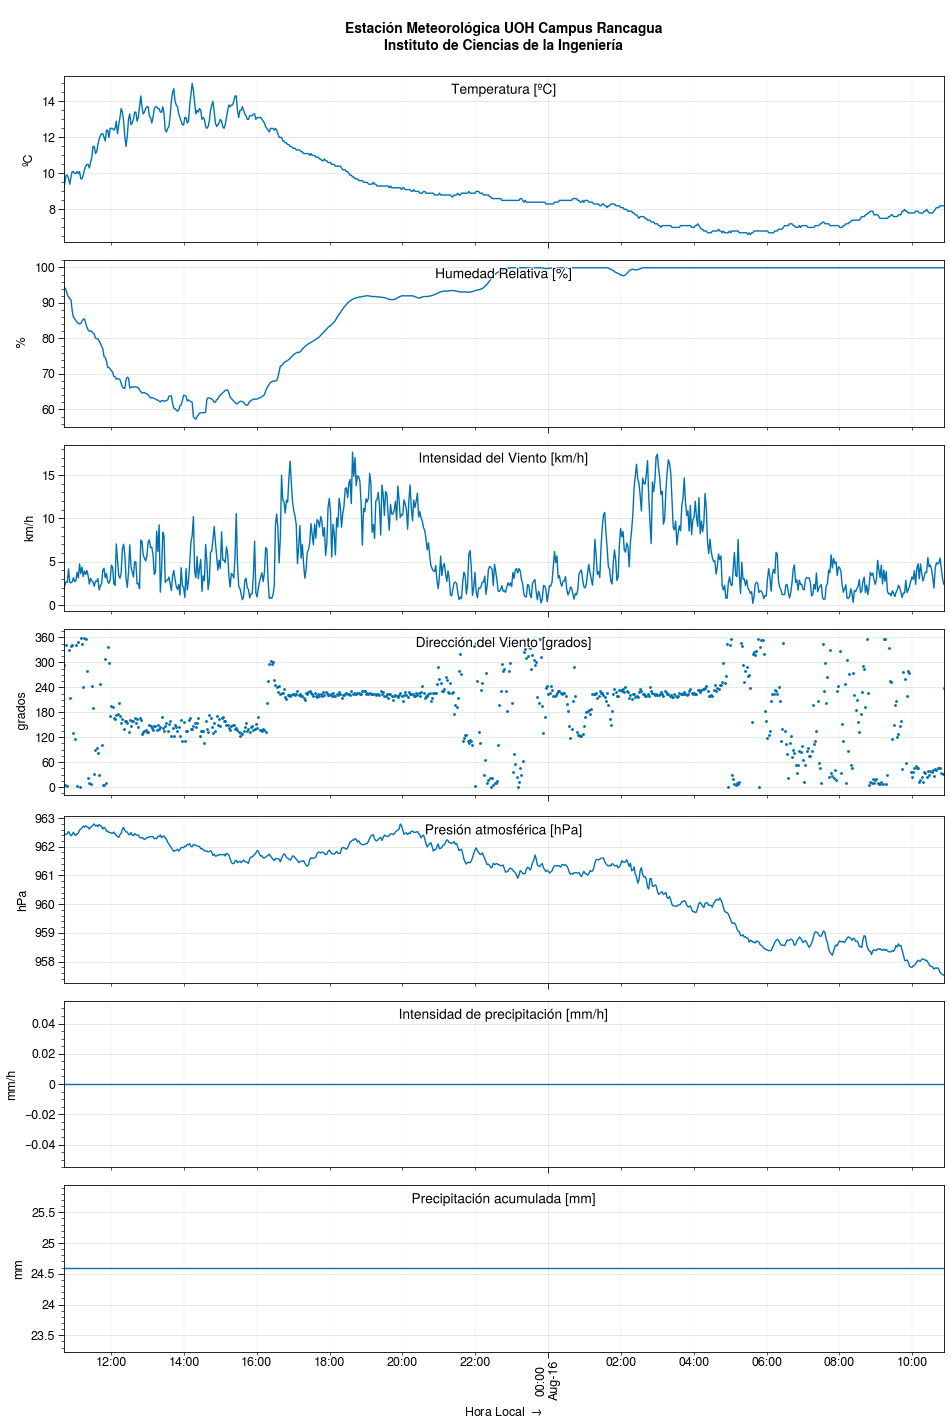 Estación Meteorológica UOH Campus Rancagua
Instituto de Ciencias de la Ingeniería
Temperatura [ºC]
ºC
14
12
10
8
Humedad Relativa [%]
%
100
90
80
70
60
Intensidad del Viento [km/h]
km/h
15
10
5
0
Dirección del Viento [grados]
grados
360
300
240
180
120
60
0
Presión atmosférica [hPa]
hPa
963
962
961
960
959
958
Intensidad de precipitación [mm/h]
mm/h
0.04
0.02
0
−0.02
−0.04
Precipitación acumulada [mm]
mm
25.5
25
24.5
24
23.5
12:00
14:00
16:00
18:00
20:00
22:00
00:00
Aug-16
02:00
04:00
06:00
08:00
10:00
Hora Local →